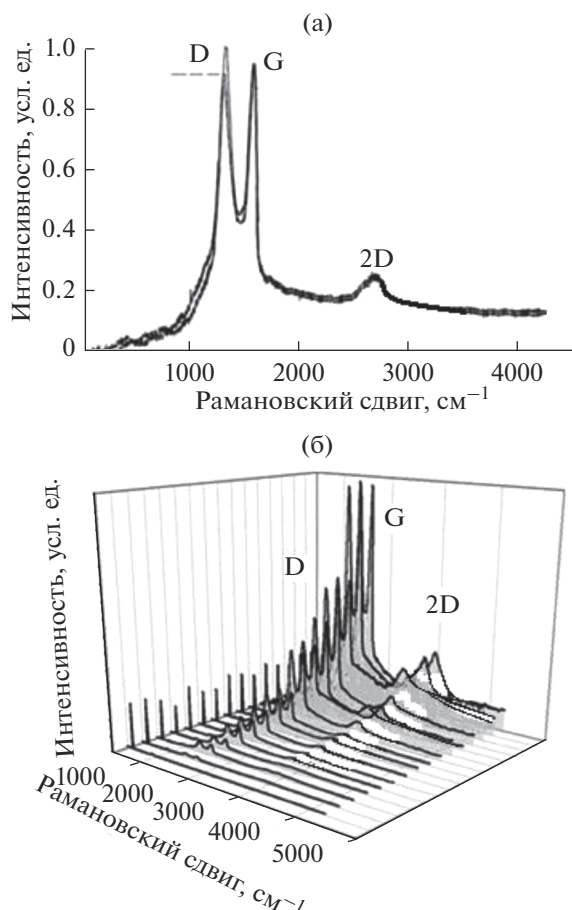 (а)
Интенсивность, усл. ед.
1.0
0.8
0.6
0.4
0.2
0
D
G
2D
1000 2000 3000 4000
Рамановский сдвиг, см⁻¹
(б)
Интенсивность, усл. ед.
G
D
2D
1000
2000
3000
4000
5000
Рамановский сдвиг, см⁻¹